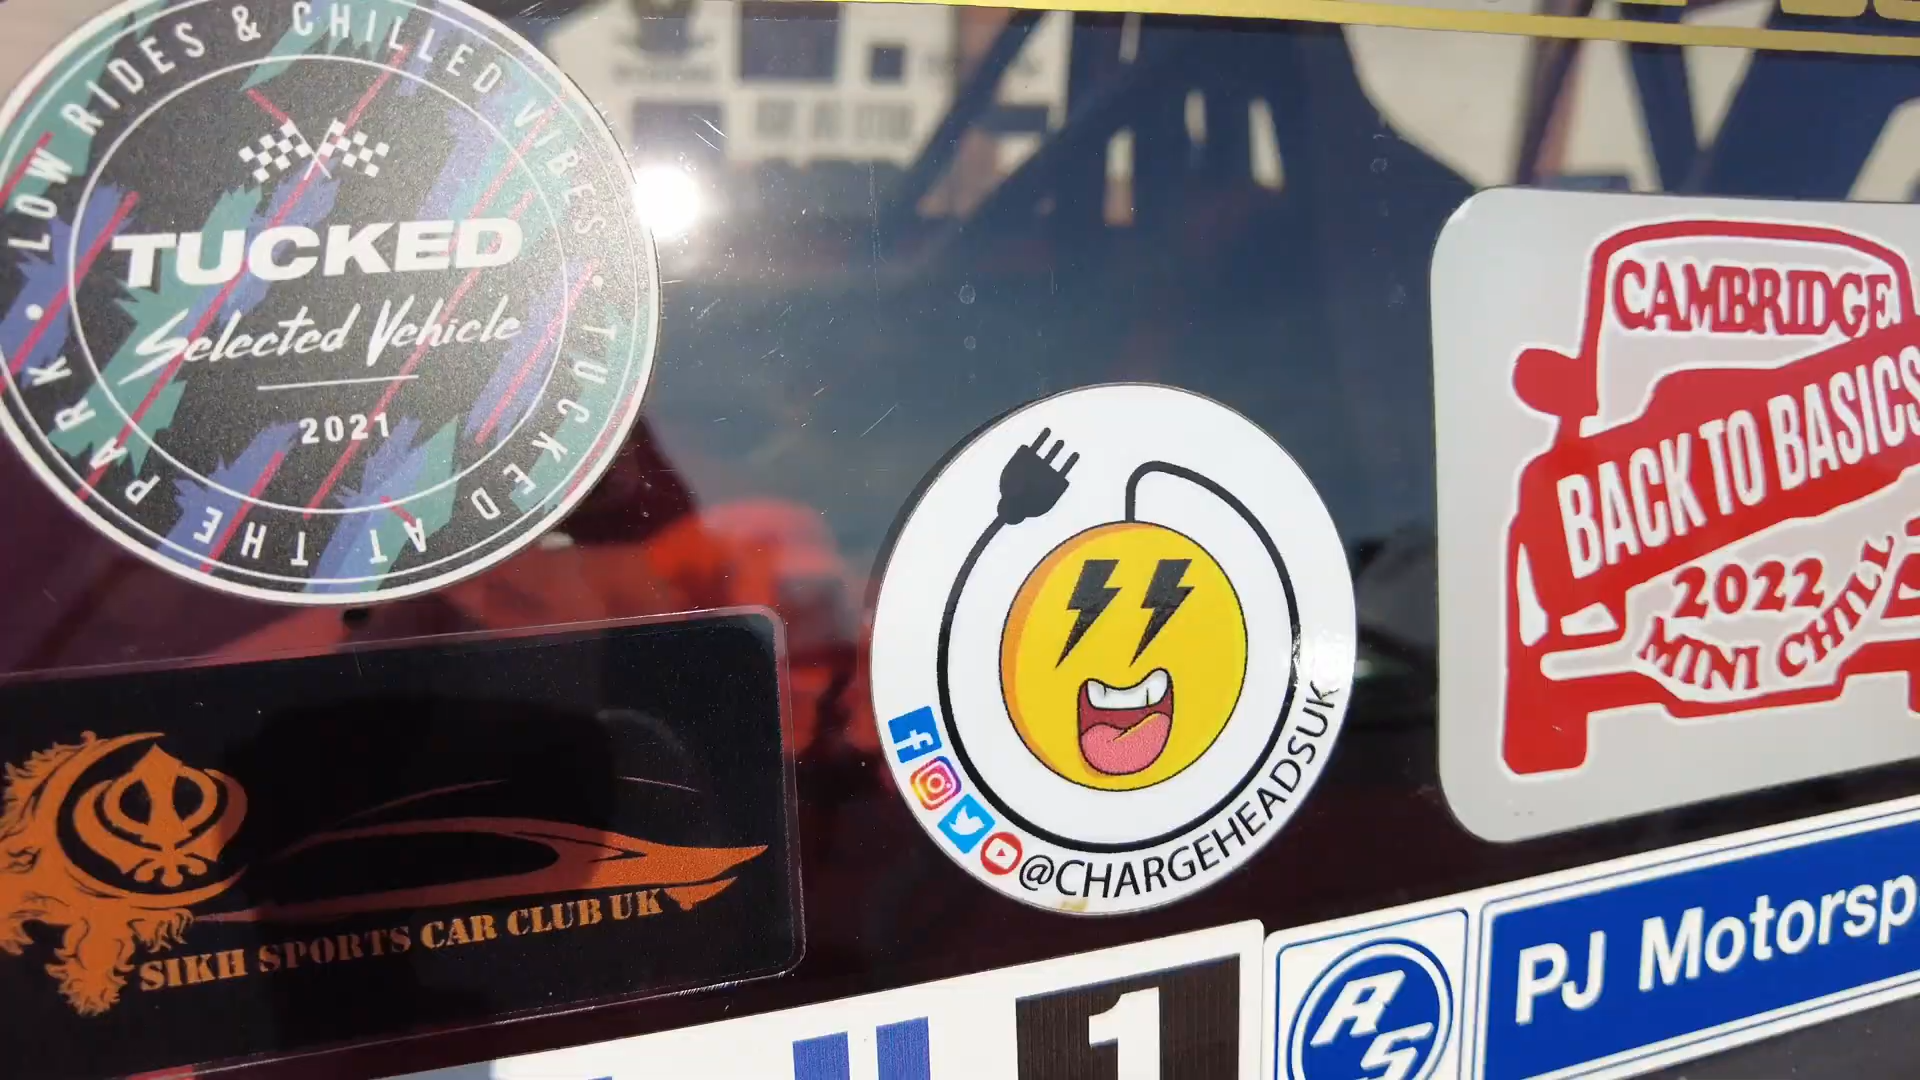 LOW RIDES & CHILLED VIBES • TUCKED AT THE PARK •
TUCKED
Selected Vehicle
2021
SIKH SPORTS CAR CLUB UK
@CHARGEHEADSUK
CAMBRIDGE
BACK TO BASICS
2022
MINI CHILL
1
RS
PJ Motorsp